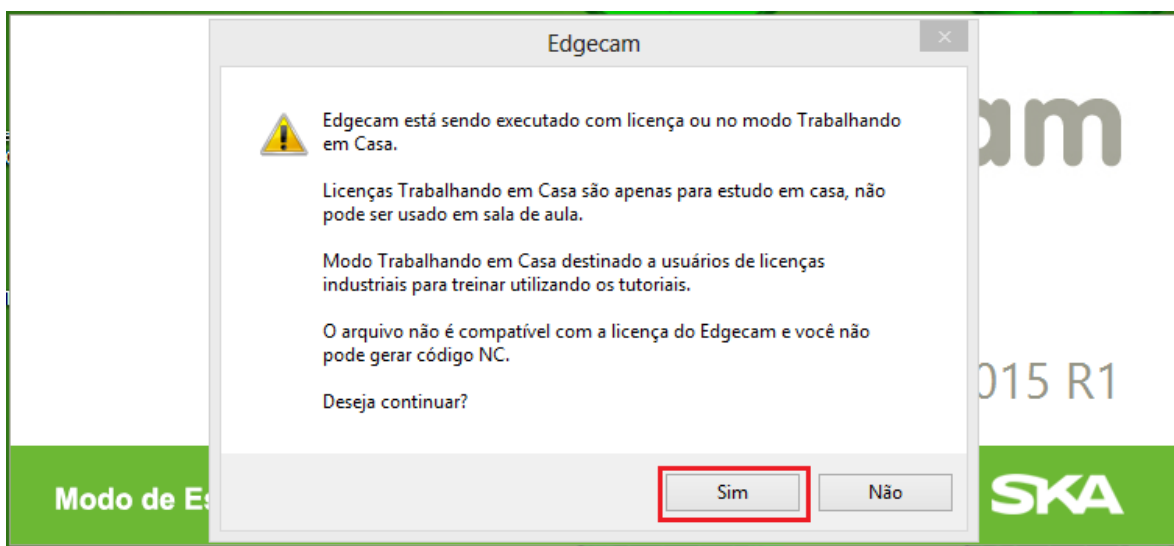 Edgecam
Edgecam está sendo executado com licença ou no modo Trabalhando
em Casa.
Licenças Trabalhando em Casa são apenas para estudo em casa, não
pode ser usado em sala de aula.
Modo Trabalhando em Casa destinado a usuários de licenças
industriais para treinar utilizando os tutoriais.
O arquivo não é compatível com a licença do Edgecam e você não
pode gerar código NC.
Deseja continuar?
015 R1
Sim Não
Modo de Es
SKA